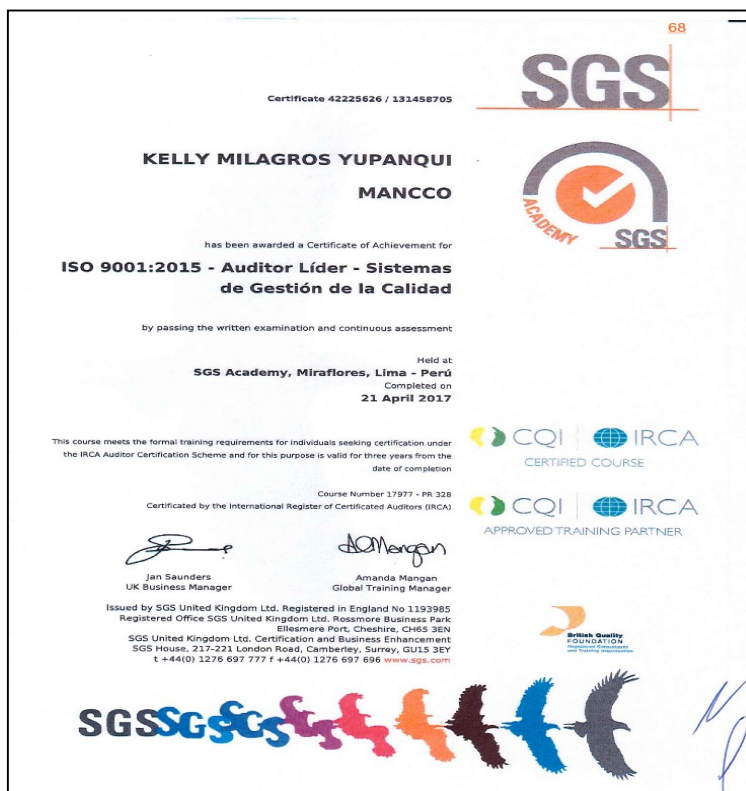 68
SGS
Certificate 42225626 / 131458705
KELLY MILAGROS YUPANQUI
MANCCO
ACADEMY
SGS
has been awarded a Certificate of Achievement for
ISO 9001:2015 - Auditor Líder - Sistemas
de Gestión de la Calidad
by passing the written examination and continuous assessment
Held at
SGS Academy, Miraflores, Lima - Perú
Completed on
21 April 2017
This course meets the formal training requirements for individuals seeking certification under
the IRCA Auditor Certification Scheme and for this purpose is valid for three years from the
date of completion
CQI IRCA
CERTIFIED COURSE
Course Number 17977 - PR 328
Certificated by the International Register of Certificated Auditors (IRCA)
CQI IRCA
APPROVED TRAINING PARTNER
AMangan
Jan Saunders
UK Business Manager
Amanda Mangan
Global Training Manager
Issued by SGS United Kingdom Ltd. Registered in England No 1193985
Registered Office SGS United Kingdom Ltd. Rossmore Business Park
Ellesmere Port, Cheshire, CH65 3EN
SGS United Kingdom Ltd. Certification and Business Enhancement
SGS House, 217-221 London Road, Camberley, Surrey, GU15 3EY
t +44(0) 1276 697 777 f +44(0) 1276 697 696 www.sgs.com
British Quality
FOUNDATION
Registered Consultancy
and Training Organisation
SGS SGS SGS